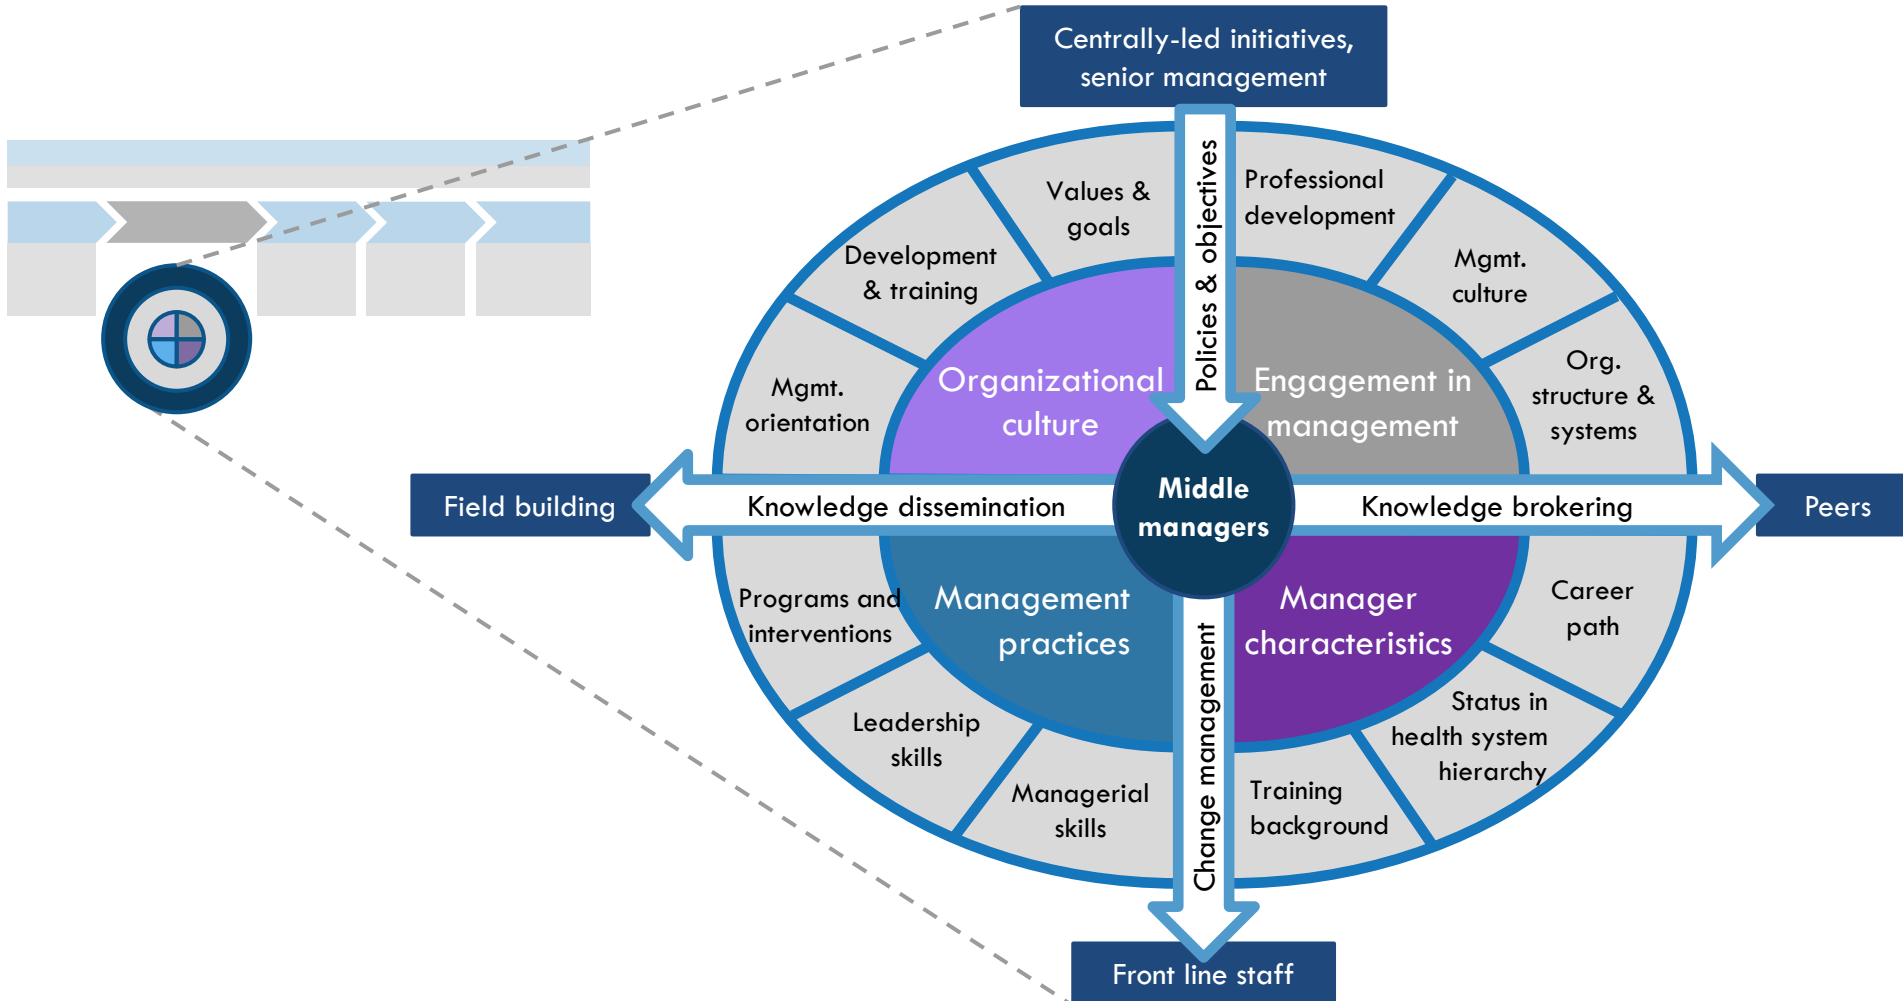 Centrally-led initiatives,
senior management
Policies & objectives
Values &
goals
Professional
development
Development
& training
Mgmt.
culture
Mgmt.
orientation
Org.
structure &
systems
Organizational
culture
Engagement in
management
Field building
Knowledge dissemination
Middle
managers
Knowledge brokering
Peers
Programs and
interventions
Management
practices
Manager
characteristics
Career
path
Leadership
skills
Status in
health system
hierarchy
Managerial
skills
Training
background
Change management
Front line staff